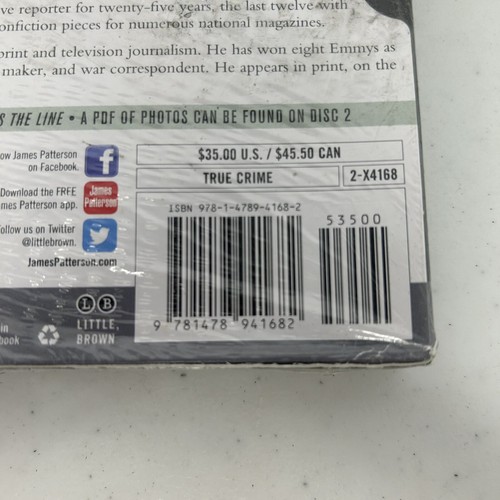 ve reporter for twenty-five years, the last twelve with
onfiction pieces for numerous national magazines.
print and television journalism. He has won eight Emmys as
maker, and war correspondent. He appears in print, on the
S THE LINE • A PDF OF PHOTOS CAN BE FOUND ON DISC 2
ow James Patterson
on Facebook.
f
Download the FREE
mes Patterson app.
James
Patterson
ollow us on Twitter
@littlebrown.
JamesPatterson.com
in
ook
L B
LITTLE,
BROWN
$35.00 U.S. / $45.50 CAN
TRUE CRIME
2-X4168
ISBN 978-1-4789-4168-2
53500
9 781478 941682